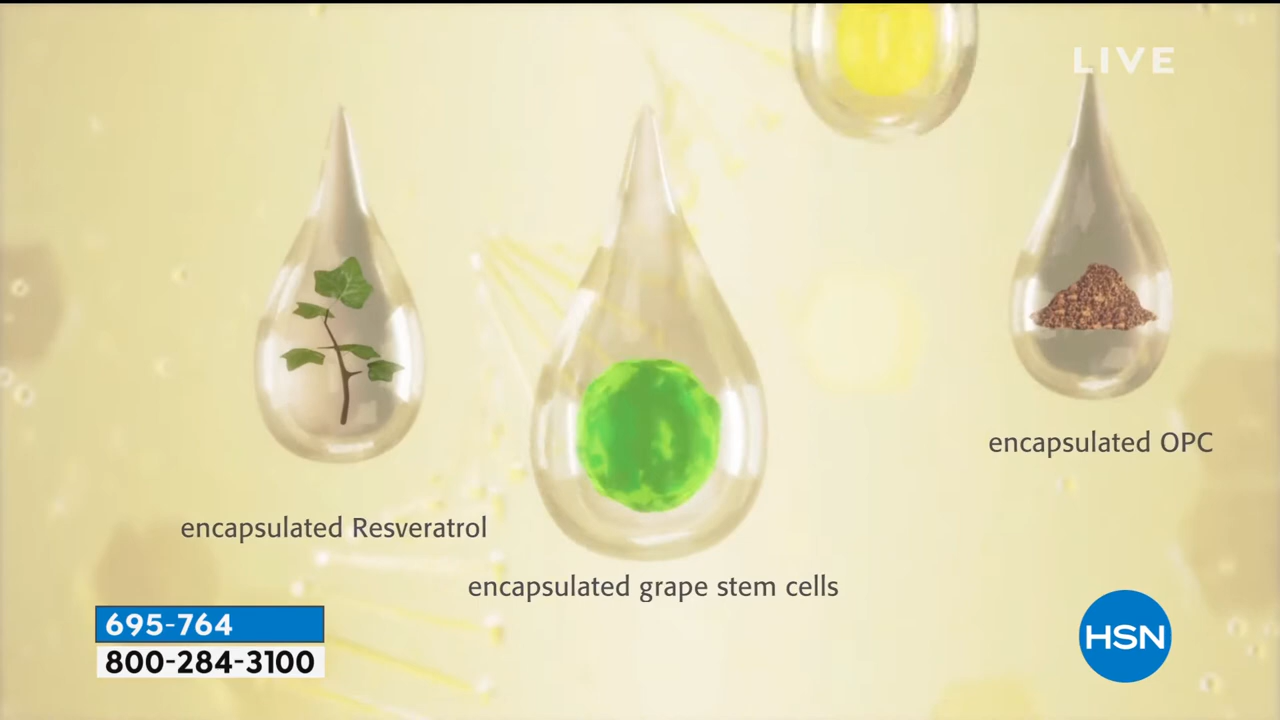 LIVE
encapsulated OPC
encapsulated Resveratrol
encapsulated grape stem cells
695-764
800-284-3100
HSN